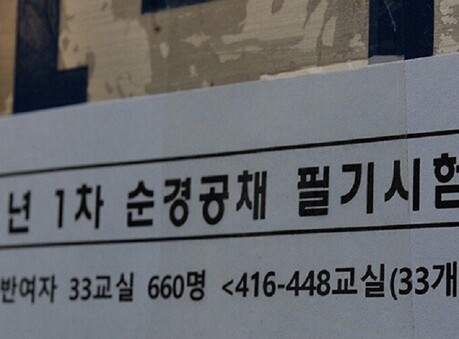 년 1차 순경공채 필기시험
반여자 33교실 660명 <416-448교실(33개